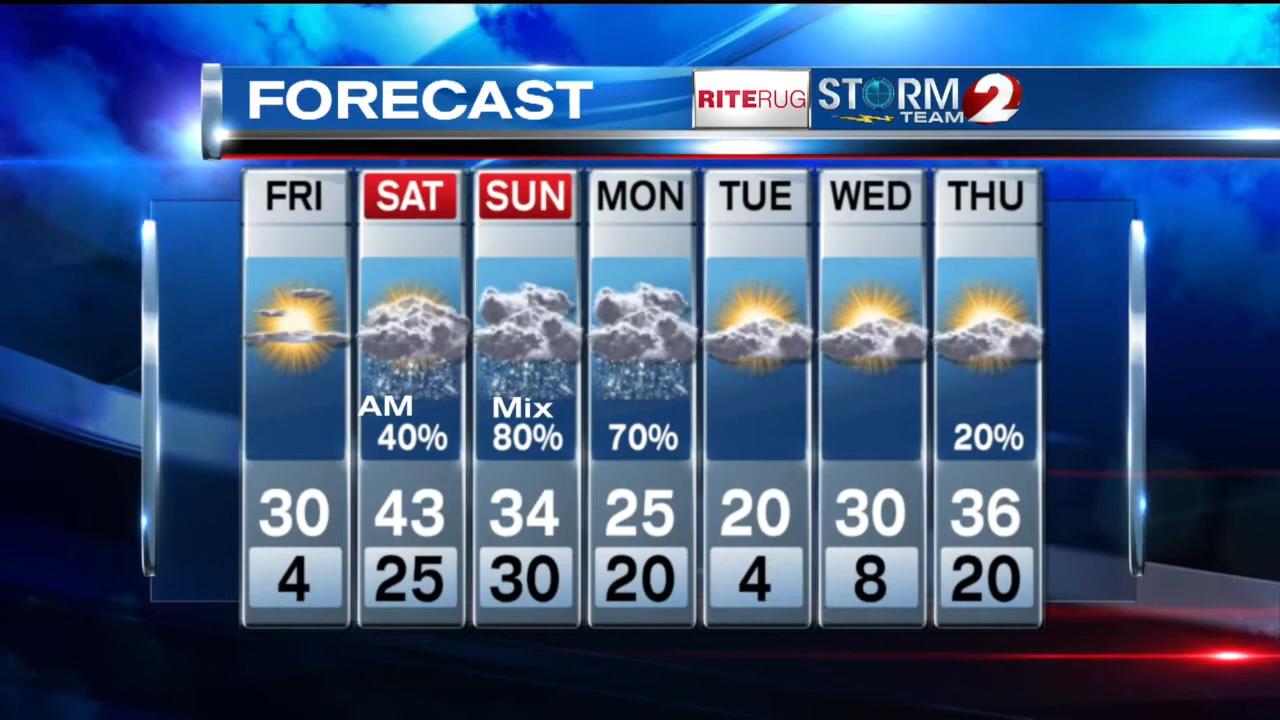 FORECAST
RITERUG
STORM
TEAM 2
FRI SAT SUN MON TUE WED THU
AM Mix
40% 80% 70% 20%
30 43 34 25 20 30 36
4 25 30 20 4 8 20